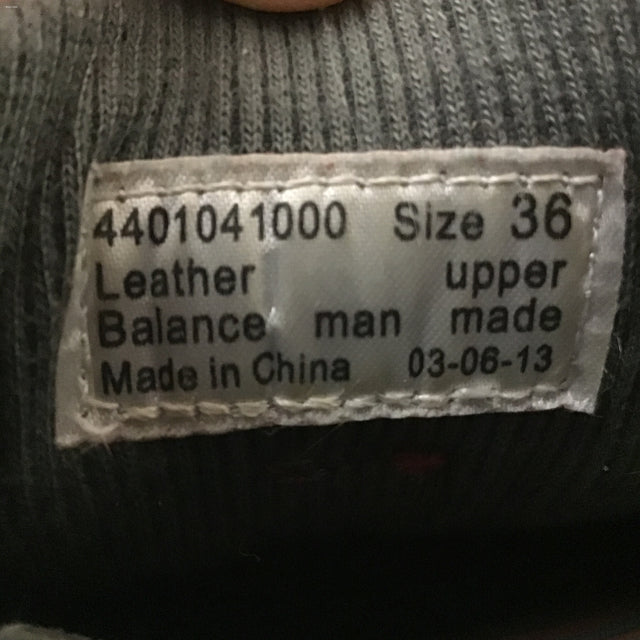 4401041000 Size 36
Leather upper
Balance man made
Made in China 03-06-13